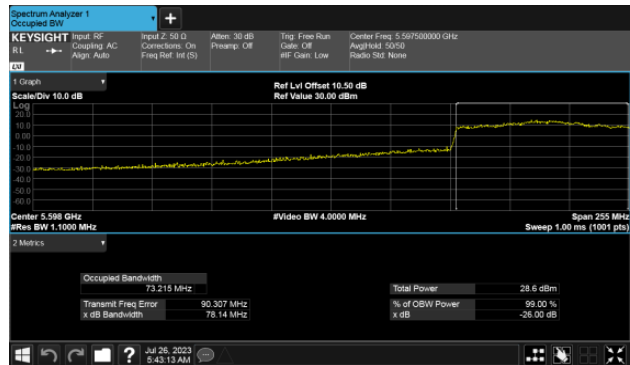 Spectrum Analyzer 1
Occupied BW
KEYSIGHT Input: RF Input Z: 50 Ω Atten: 30 dB Trig: Free Run Center Freq: 5.597500000 GHz
RL Coupling: AC Corrections: On Preamp: Off Gate: Off Avg|Hold: 50/50
Align: Auto Freq Ref: Int (S) #IF Gain: Low Radio Std: None
LXI
1 Graph Ref Lvl Offset 10.50 dB
Scale/Div 10.0 dB Ref Value 30.00 dBm
Log
20.0
10.0
0.00
-10.0
-20.0
-30.0
-40.0
-50.0
-60.0
Center 5.598 GHz #Video BW 4.0000 MHz Span 255 MHz
#Res BW 1.1000 MHz Sweep 1.00 ms (1001 pts)
2 Metrics
Occupied Bandwidth
73.215 MHz Total Power 28.6 dBm
Transmit Freq Error 90.307 MHz % of OBW Power 99.00 %
x dB Bandwidth 78.14 MHz x dB -26.00 dB
? Jul 26, 2023
5:43:13 AM